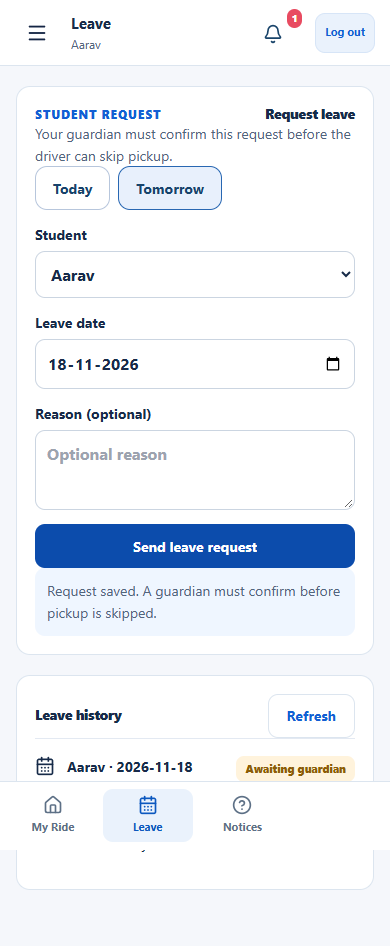 Leave
Aarav
1
Log out
STUDENT REQUEST
Request leave
Your guardian must confirm this request before the
driver can skip pickup.
Today
Tomorrow
Student
Aarav
Leave date
18-11-2026
Reason (optional)
Optional reason
Send leave request
Request saved. A guardian must confirm before
pickup is skipped.
Leave history
Refresh
Aarav · 2026-11-18
Awaiting guardian
My Ride
Leave
Notices